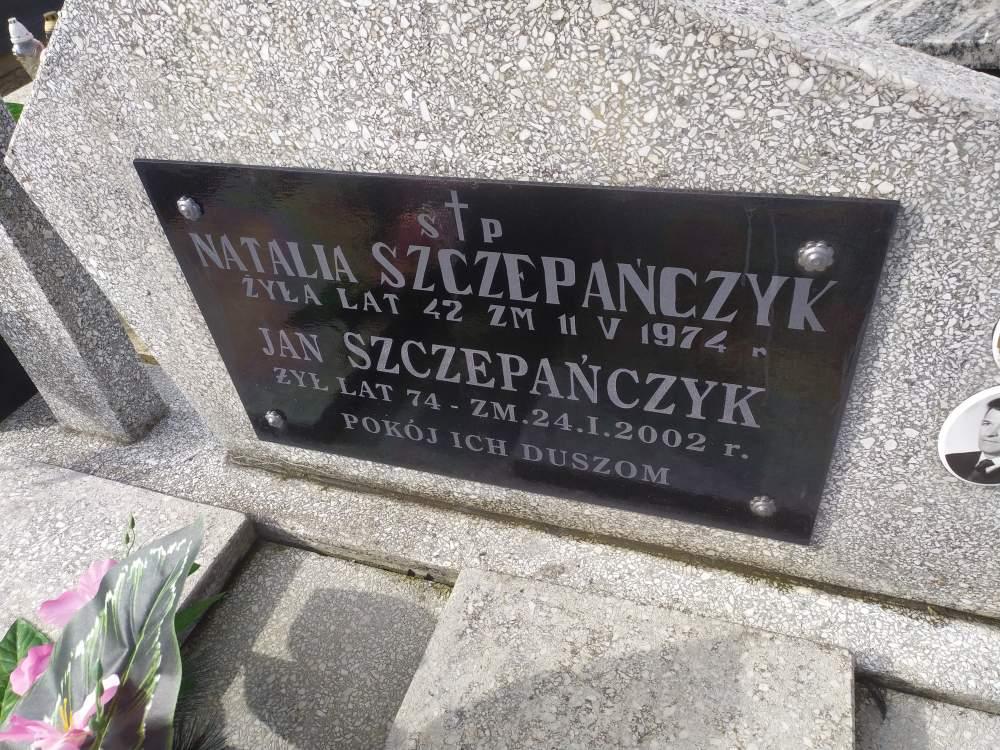 S P
NATALIA SZCZEPAŃCZYK
ŻYŁA LAT 42 ZM 11 V 1974 r
JAN SZCZEPAŃCZYK
ŻYŁ LAT 74 - ZM.24.I.2002 r.
POKÓJ ICH DUSZOM